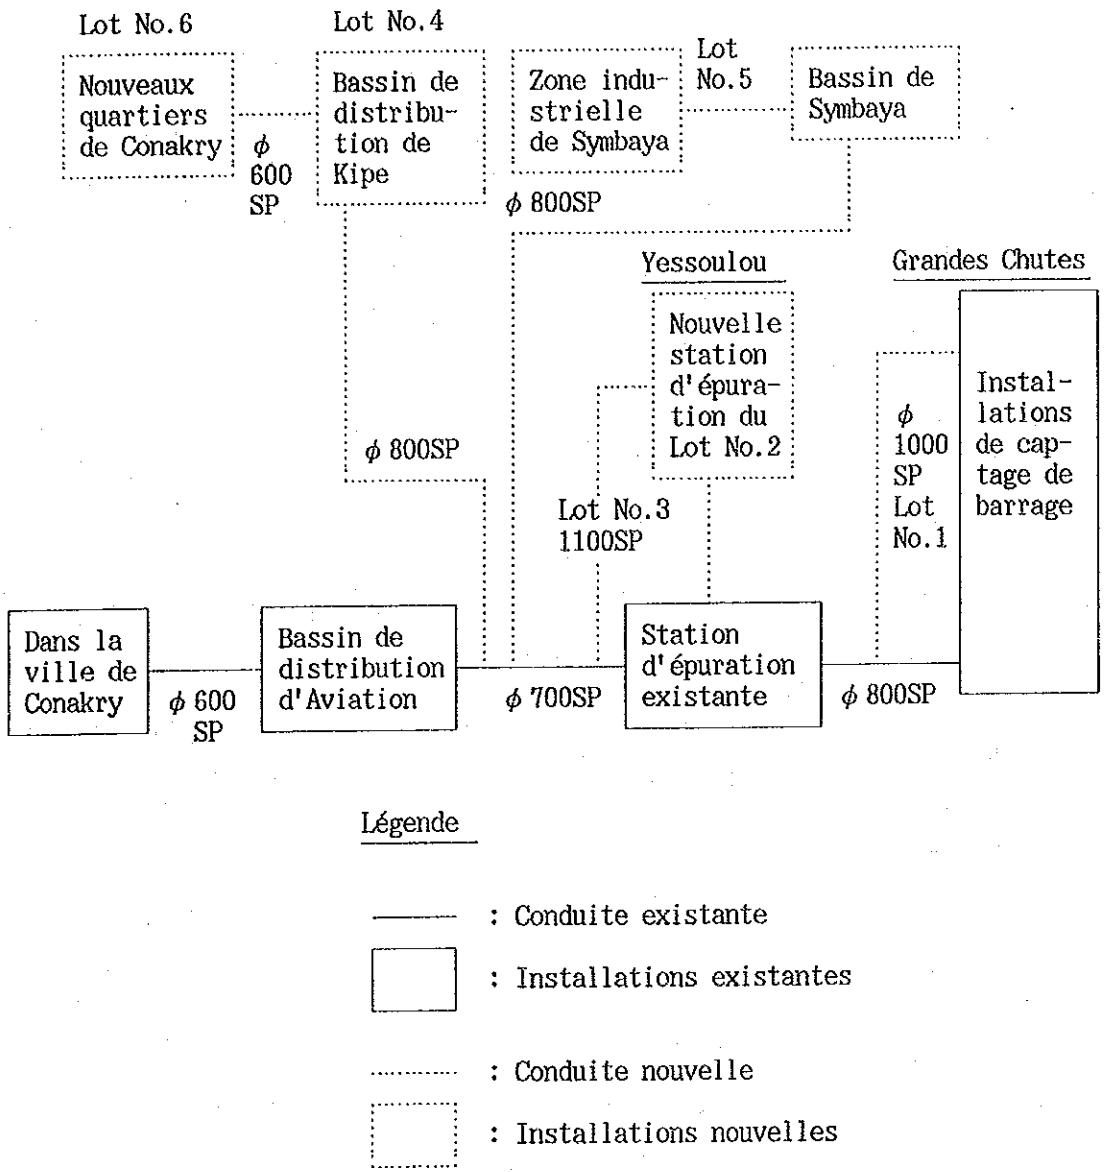 Lot No.6
Lot No.4
Nouveaux
quartiers
de Conakry
φ
600
SP
Bassin de
distribu-
tion de
Kipe
Zone indu-
strielle
de Symbaya
Lot
No.5
Bassin de
Symbaya
φ 800SP
Yessoulou
Grandes Chutes
Nouvelle
station
d'épura-
tion du
Lot No.2
φ
1000
SP
Lot
No.1
Instal-
lations
de cap-
tage de
barrage
φ 800SP
Lot No.3
1100SP
Dans la
ville de
Conakry
φ 600
SP
Bassin de
distribution
d'Aviation
φ 700SP
Station
d'épuration
existante
φ 800SP
Légende
: Conduite existante
: Installations existantes
: Conduite nouvelle
: Installations nouvelles